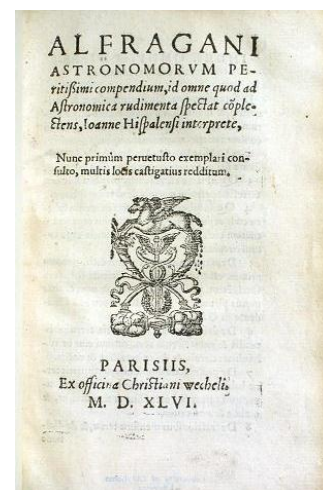 ALFRAGANI
ASTRONOMORVM PE-
ritißimi compendium, id omne quod ad
Astronomica rudimenta spectat cõple-
ctens, Ioanne Hispalensi interprete,
Nunc primùm peruetusto exemplari con-
sulto, multis locis castigatius redditum.
PARISIIS,
Ex officina Christiani wecheli,
M. D. XLVI.